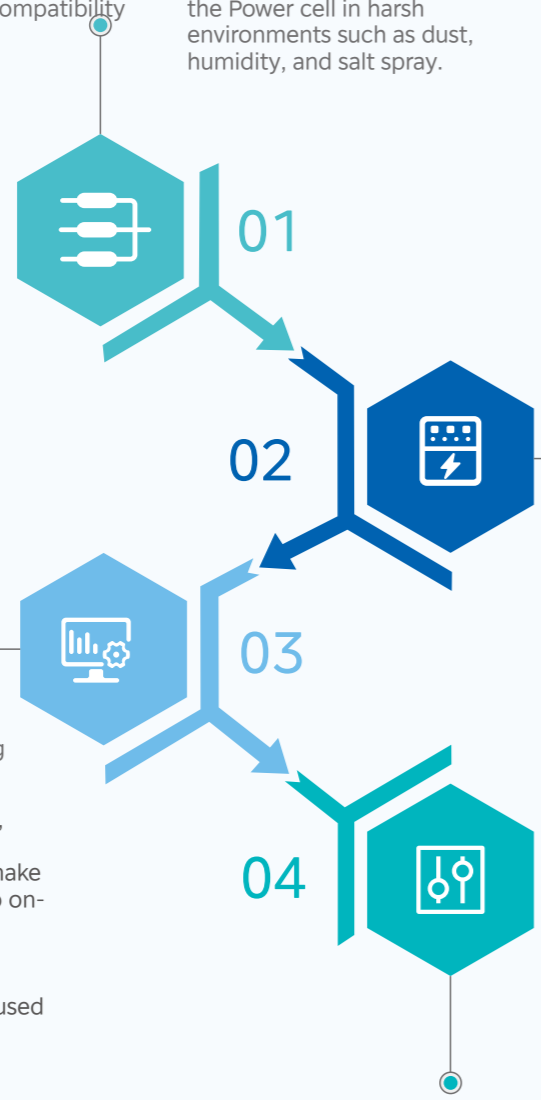 ompatibility
the Power cell in harsh
environments such as dust,
humidity, and salt spray.
01
02
03
g
,
nake
o on-
used
04